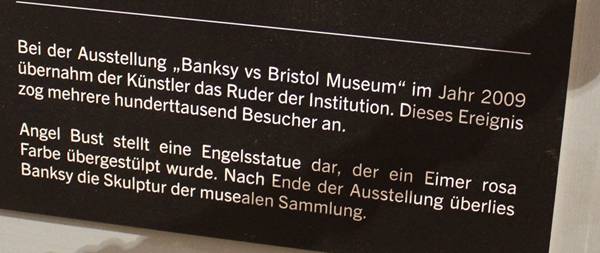 Bei der Ausstellung „Banksy vs Bristol Museum“ im Jahr 2009
übernahm der Künstler das Ruder der Institution. Dieses Ereignis
zog mehrere hunderttausend Besucher an.
Angel Bust stellt eine Engelsstatue dar, der ein Eimer rosa
Farbe übergestülpt wurde. Nach Ende der Ausstellung überlies
Banksy die Skulptur der musealen Sammlung.